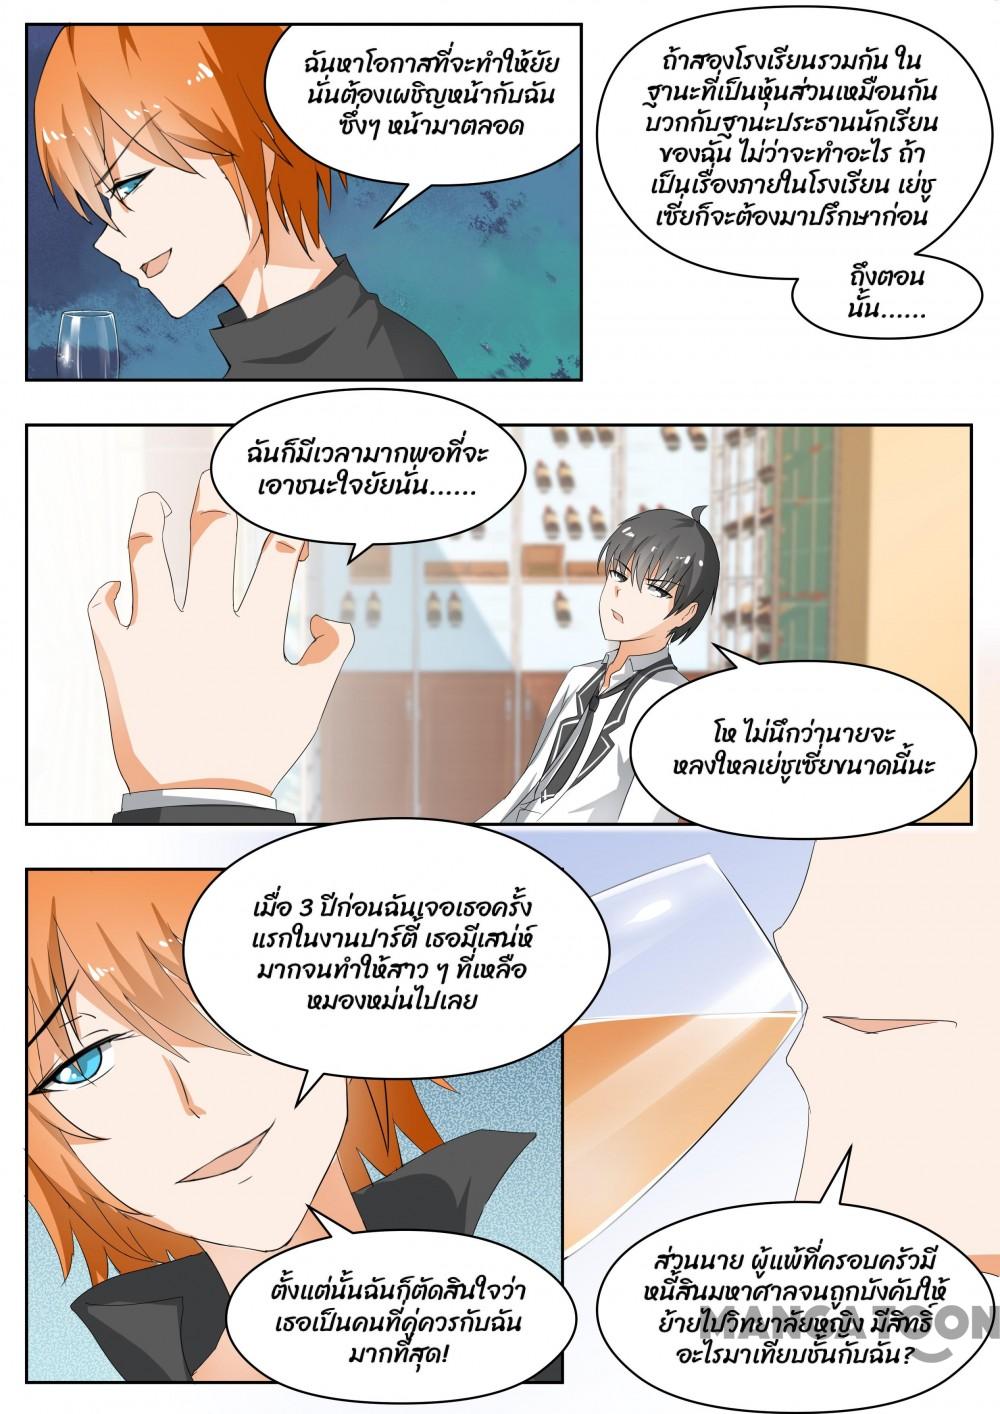 ฉันหาโอกาสที่จะทำให้ยัย
นั่นต้องเผชิญหน้ากับฉัน
ซึ่งๆ หน้ามาตลอด
ถ้าสองโรงเรียนรวมกัน ใน
ฐานะที่เป็นหุ้นส่วนเหมือนกัน
บวกกับฐานะประธานนักเรียน
ของฉัน ไม่ว่าจะทำอะไร ถ้า
เป็นเรื่องภายในโรงเรียน เย่ชู
เซี่ยก็จะต้องมาปรึกษาก่อน
ถึงตอน
นั้น......
ฉันก็มีเวลามากพอที่จะ
เอาชนะใจยัยนั่น......
โห ไม่นึกว่านายจะ
หลงใหลเย่ชูเซี่ยขนาดนี้นะ
เมื่อ 3 ปีก่อนฉันเจอเธอครั้ง
แรกในงานปาร์ตี้ เธอมีเสน่ห์
มากจนทำให้สาว ๆ ที่เหลือ
หมองหม่นไปเลย
ตั้งแต่นั้นฉันก็ตัดสินใจว่า
เธอเป็นคนที่คู่ควรกับฉัน
มากที่สุด!
ส่วนนาย ผู้แพ้ที่ครอบครัวมี
หนี้สินมหาศาลจนถูกบังคับให้
ย้ายไปวิทยาลัยหญิง มีสิทธิ์
อะไรมาเทียบชั้นกับฉัน?
MANGATOON